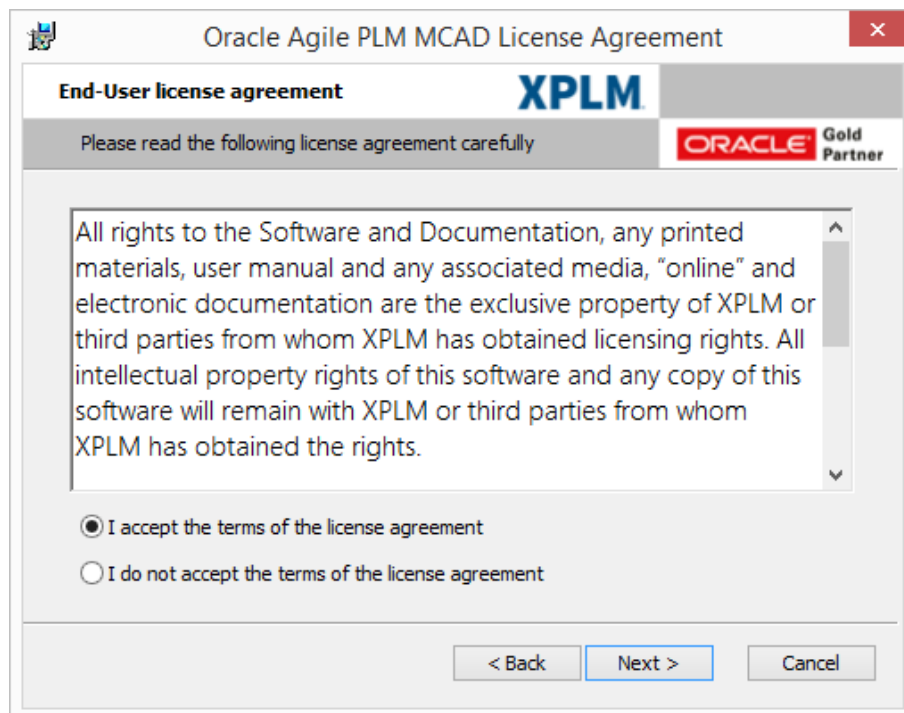 Oracle Agile PLM MCAD License Agreement
End-User license agreement
XPLM
Please read the following license agreement carefully
ORACLE
Gold
Partner
All rights to the Software and Documentation, any printed
materials, user manual and any associated media, “online” and
electronic documentation are the exclusive property of XPLM or
third parties from whom XPLM has obtained licensing rights. All
intellectual property rights of this software and any copy of this
software will remain with XPLM or third parties from whom
XPLM has obtained the rights.
I accept the terms of the license agreement
I do not accept the terms of the license agreement
< Back Next > Cancel